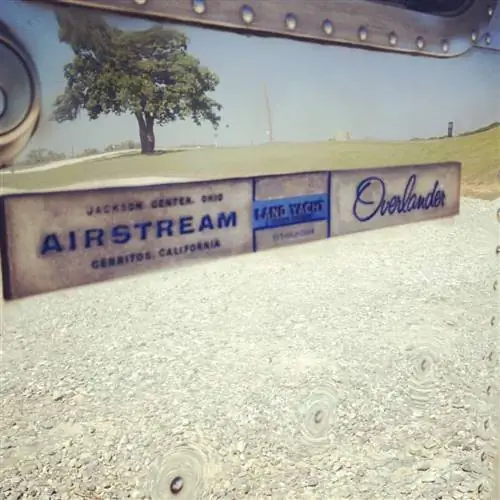 JACKSON CENTER, OHIO
AIRSTREAM
CERRITOS, CALIFORNIA
LAND YACHT
Overlander